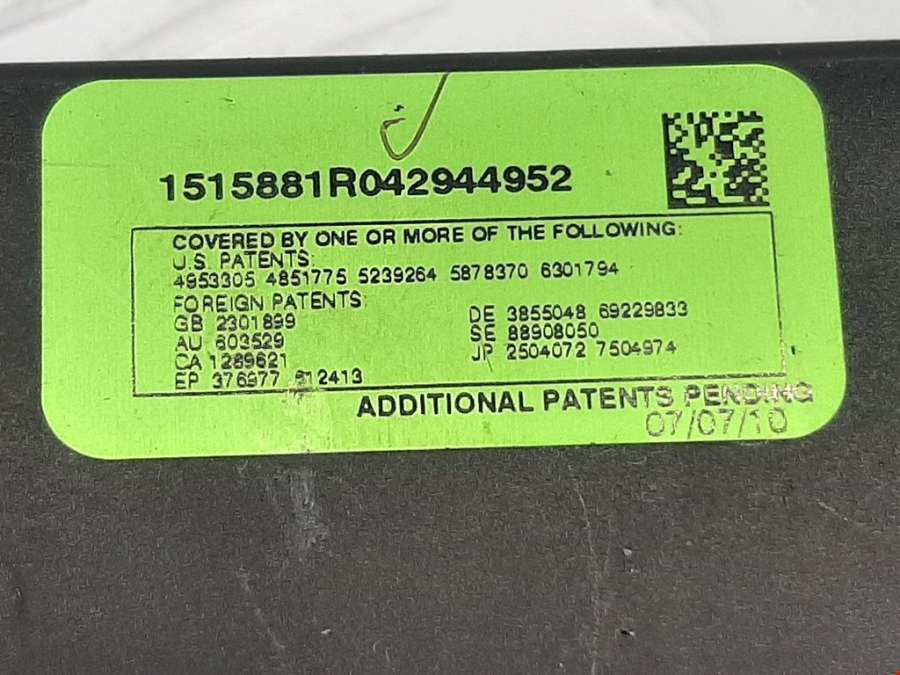 1515881R042944952
COVERED BY ONE OR MORE OF THE FOLLOWING:
U.S. PATENTS:
4953305 4851775 5239264 5878370 6301794
FOREIGN PATENTS:
GB 2301899
AU 603529
CA 1289621
EP 376977 612413
DE 3855048 69229833
SE 88908050
JP 2504072 7504974
ADDITIONAL PATENTS PENDING
07/07/10